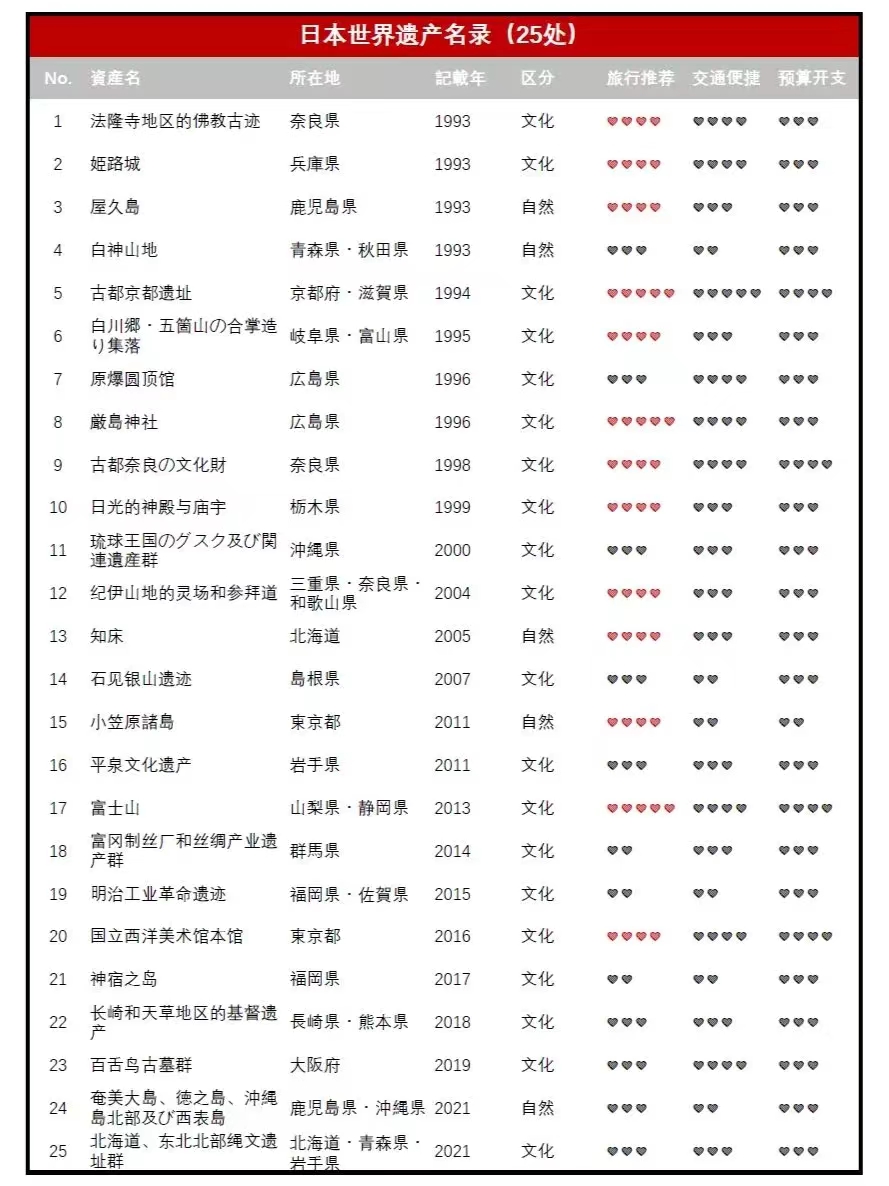 日本世界遗产名录（25处）
No. 資産名 所在地 記載年 区分 旅行推荐 交通便捷 预算开支
1 法隆寺地区的佛教古迹 奈良県 1993 文化
2 姫路城 兵庫県 1993 文化
3 屋久島 鹿児島県 1993 自然
4 白神山地 青森県・秋田県 1993 自然
5 古都京都遗址 京都府・滋賀県 1994 文化
6 白川郷・五箇山の合掌造
り集落 岐阜県・富山県 1995 文化
7 原爆圆顶馆 広島県 1996 文化
8 厳島神社 広島県 1996 文化
9 古都奈良の文化財 奈良県 1998 文化
10 日光的神殿与庙宇 栃木県 1999 文化
11 琉球王国のグスク及び関
連遺産群 沖縄県 2000 文化
12 纪伊山地的灵场和参拜道 三重県・奈良県・
和歌山県 2004 文化
13 知床 北海道 2005 自然
14 石见银山遗迹 島根県 2007 文化
15 小笠原諸島 東京都 2011 自然
16 平泉文化遗产 岩手県 2011 文化
17 富士山 山梨県・静岡県 2013 文化
18 富冈制丝厂和丝绸产业遗
产群 群馬県 2014 文化
19 明治工业革命遗迹 福岡県・佐賀県 2015 文化
20 国立西洋美术馆本馆 東京都 2016 文化
21 神宿之岛 福岡県 2017 文化
22 长崎和天草地区的基督遗
产 長崎県・熊本県 2018 文化
23 百舌鸟古墓群 大阪府 2019 文化
24 奄美大島、徳之島、沖縄
島北部及び西表島 鹿児島県・沖縄県 2021 自然
25 北海道、东北北部绳文遗
址群 北海道・青森県・
岩手県 2021 文化